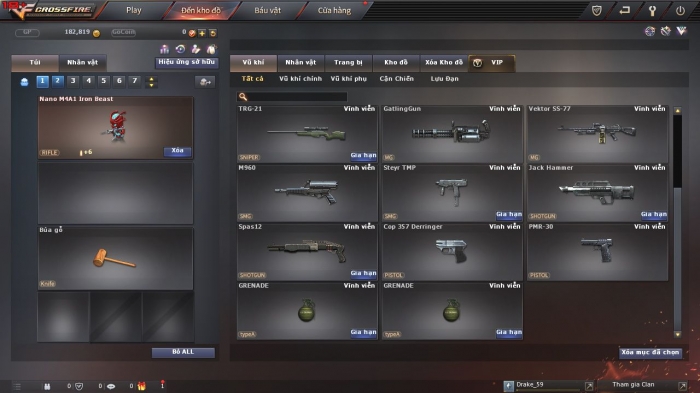 CROSSFIRE
Play
Đến kho đồ
Báu vật
Cửa hàng
GP 182,819
GoCoin 0
Túi
Nhân vật
Hiệu ứng sở hữu
1 2 3 4 5 6 7
Nano M4A1 Iron Beast
RIFLE
+6
Xóa
Búa gỗ
Knife
Bỏ ALL
Vũ khí
Nhân vật
Trang bị
Kho đồ
Xóa Kho đồ
VIP
Tất cả
Vũ khí chính
Vũ khí phụ
Cận Chiến
Lựu Đạn
TRG-21 Vĩnh viễn
SNIPER Gia hạn
GatlingGun Vĩnh viễn
MG
Vektor SS-77 Vĩnh viễn
MG
M960 Vĩnh viễn
SMG
Steyr TMP Vĩnh viễn
SMG Gia hạn
Jack Hammer Vĩnh viễn
SHOTGUN Gia hạn
Spas12 Vĩnh viễn
SHOTGUN Gia hạn
Cop 357 Derringer Vĩnh viễn
PISTOL Gia hạn
PMR-30 Vĩnh viễn
PISTOL
GRENADE Vĩnh viễn
typeA Gia hạn
GRENADE Vĩnh viễn
typeA Gia hạn
Xóa mục đã chọn
0 0 0 1
Drake_59
Tham gia Clan